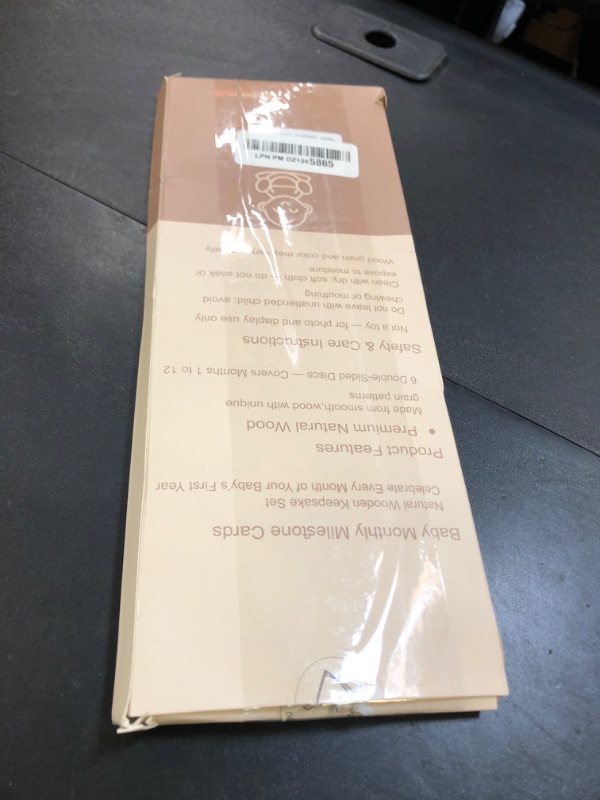 Baby Monthly Milestone Cards
Natural Wooden Keepsake Set
Celebrate Every Month of Your Baby's First Year
Product Features
• Premium Natural Wood
Made from smooth wood,with unique
grain patterns
6 Double-Sided Discs — Covers Months 1 to 12
Safety & Care Instructions
Not a toy — for photo and display use only
Do not leave with unattended child; avoid
chewing or mouthing
Clean with dry, soft cloth — do not soak or
expose to moisture
Wood grain and color may vary
LPN PM 5865